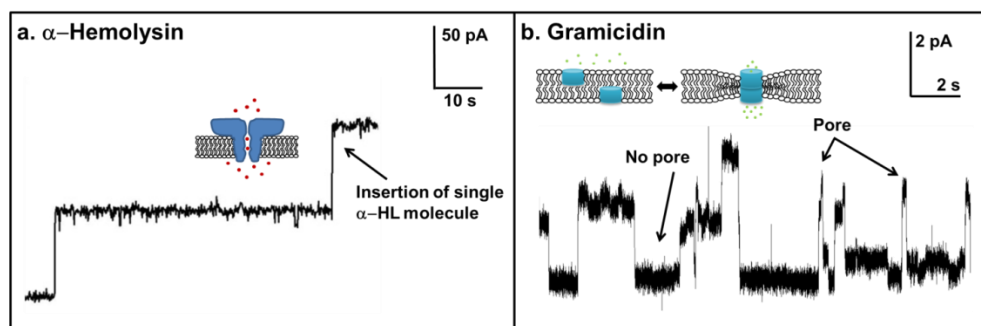 a. α–Hemolysin
50 pA
10 s
Insertion of single
α–HL molecule
b. Gramicidin
2 pA
2 s
Pore
No pore